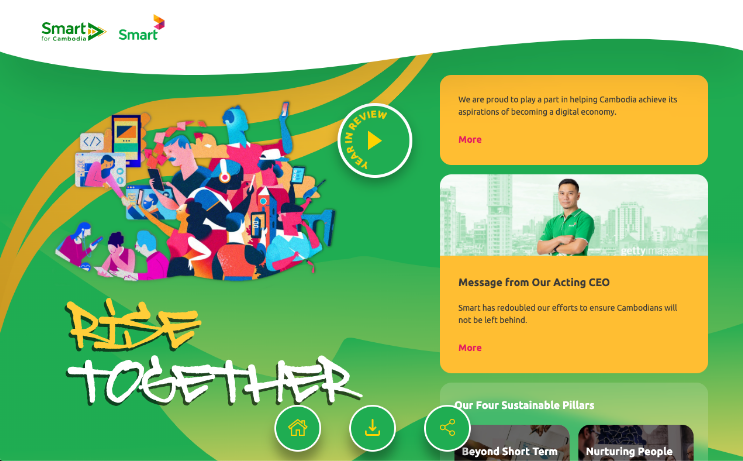 Smart
for Cambodia
Smart
YEAR IN REVIEW
</>
RISE
TOGETHER
We are proud to play a part in helping Cambodia achieve its
aspirations of becoming a digital economy.
More
gettyimages
Message from Our Acting CEO
Smart has redoubled our efforts to ensure Cambodians will
not be left behind.
More
Our Four Sustainable Pillars
Beyond Short Term
Nurturing People